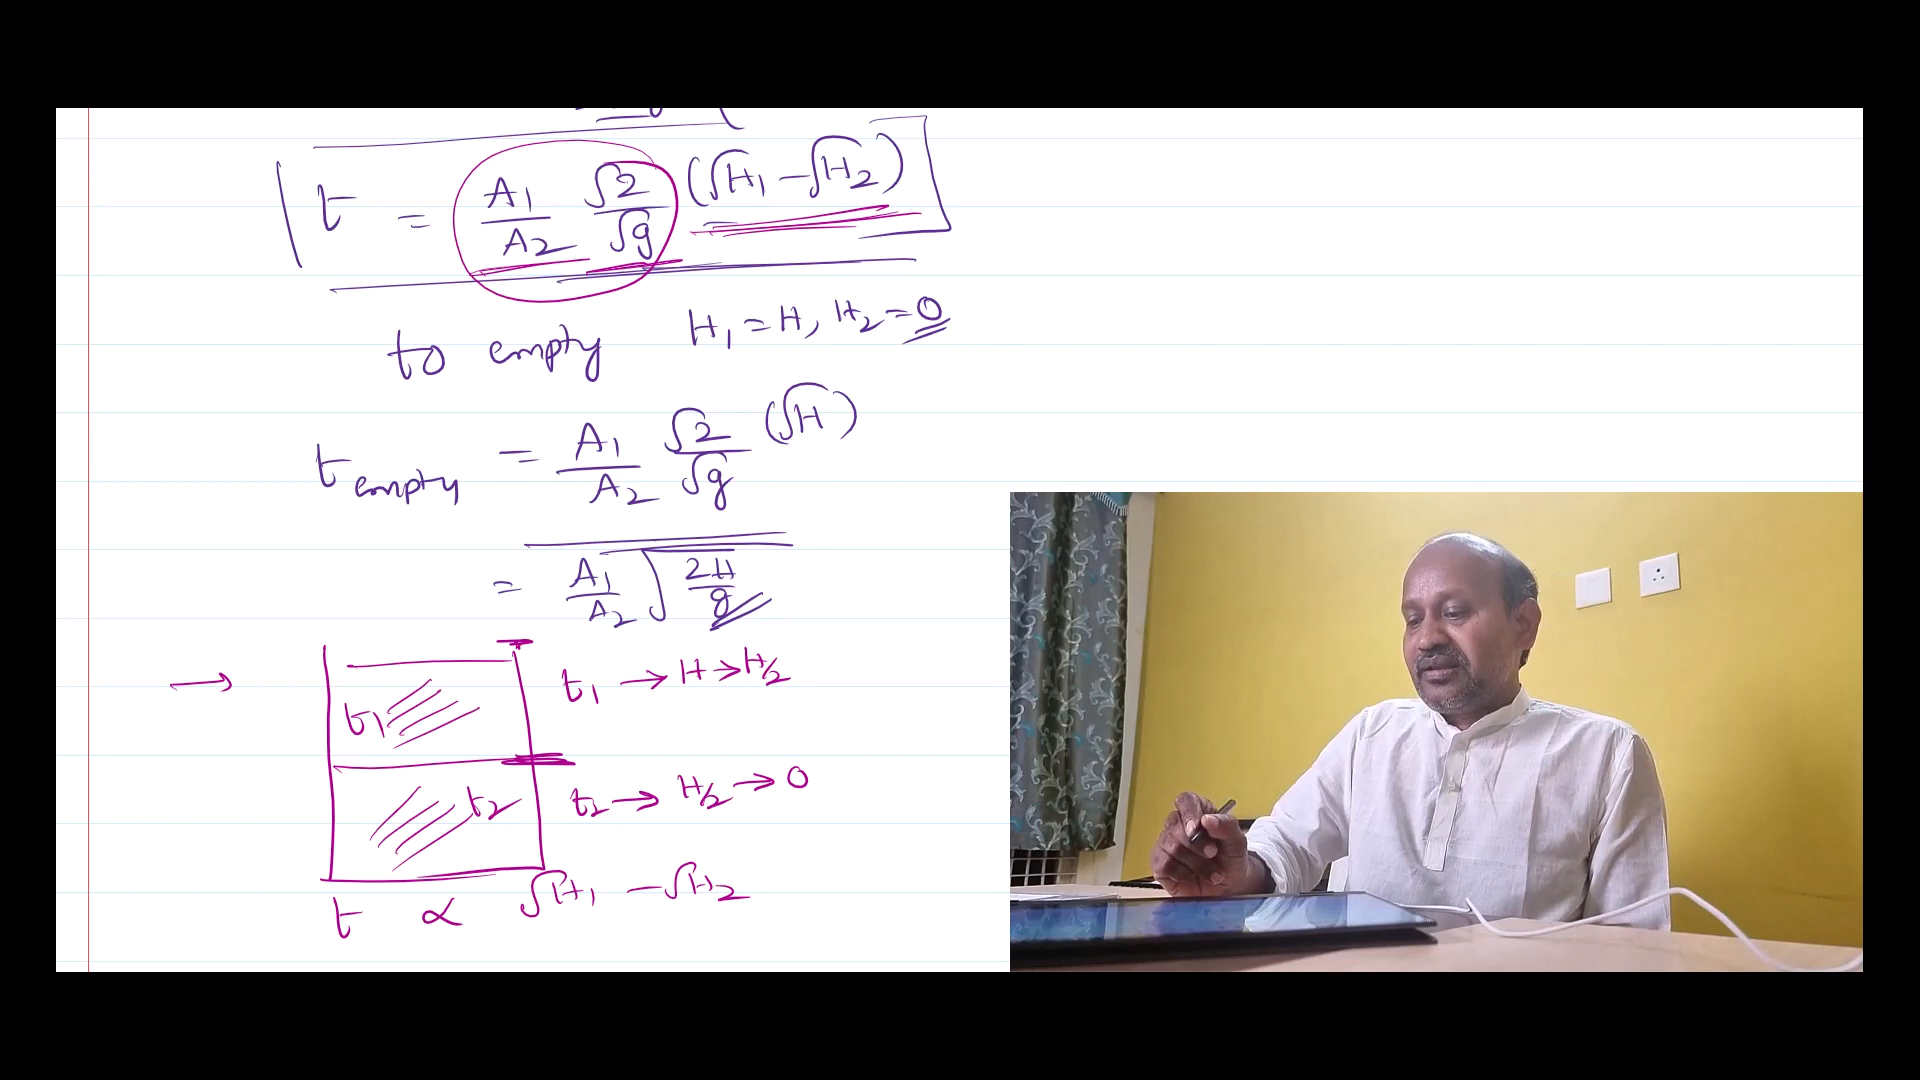 t = A₁/A₂ √2/√g (√H₁ – √H₂)
to empty H₁ = H, H₂ = 0
t empty = A₁/A₂ √2/√g (√H)
= A₁/A₂ √(2H/g)
→ t₁ t₁ → H → H/2
t₂ t₂ → H/2 → 0
t ∝ √H₁ – √H₂